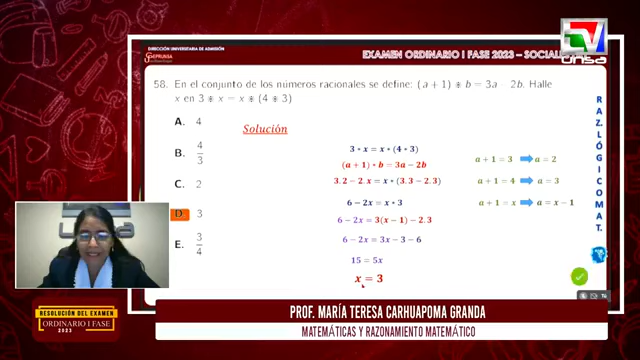 DIRECCIÓN UNIVERSITARIA DE ADMISIÓN
CEPRUNSA
EXAMEN ORDINARIO I FASE 2023 – SOCIALES
TV
UNSA
58. En el conjunto de los números racionales se define: (a + 1) * b = 3a − 2b. Halle
x en 3 * x = x * (4 * 3)
A. 4
B. 4/3
C. 2
D. 3
E. 3/4
Solución
3 * x = x * (4 * 3)
(a + 1) * b = 3a − 2b
3.2 − 2.x = x * (3.3 − 2.3)
6 − 2x = x * 3
6 − 2x = 3(x − 1) − 2.3
6 − 2x = 3x − 3 − 6
15 = 5x
x = 3
a + 1 = 3 a = 2
a + 1 = 4 a = 3
a + 1 = x a = x − 1
RAZ. LÓGICO MAT.
RESOLUCIÓN DEL EXAMEN
ORDINARIO I FASE
2023
PROF. MARÍA TERESA CARHUAPOMA GRANDA
MATEMÁTICAS Y RAZONAMIENTO MATEMÁTICO